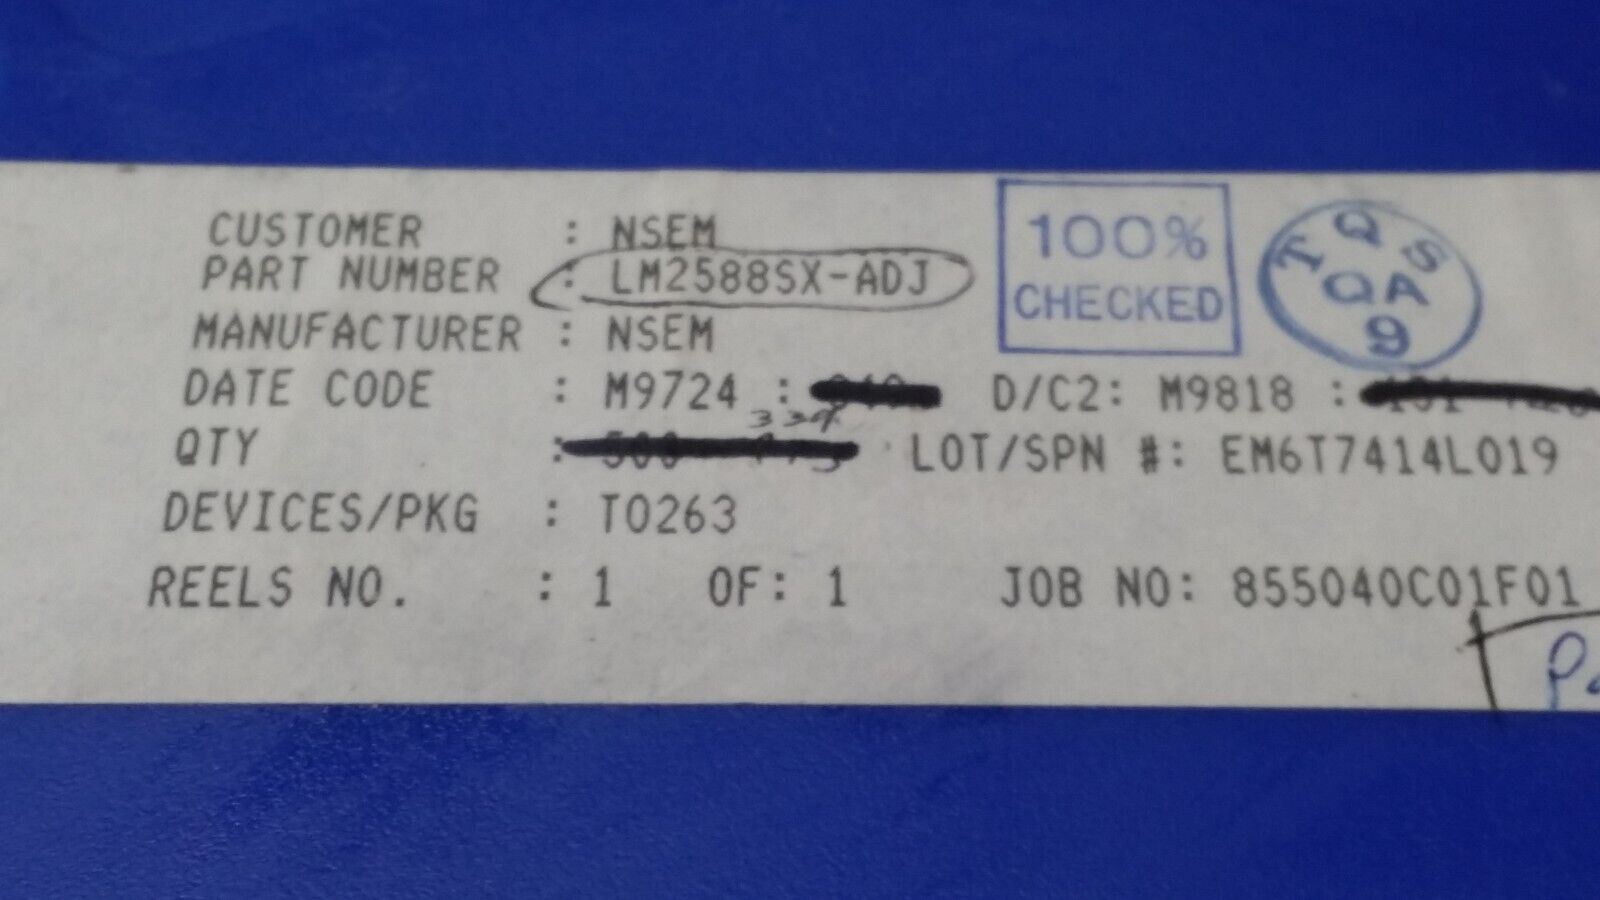 CUSTOMER : NSEM
PART NUMBER : LM2588SX-ADJ
MANUFACTURER : NSEM
DATE CODE : M9724 : D/C2: M9818 :
QTY : LOT/SPN #: EM6T7414L019
DEVICES/PKG : TO263
REELS NO. : 1 OF: 1 JOB NO: 855040C01F01
100%
CHECKED
TQS
QA
9